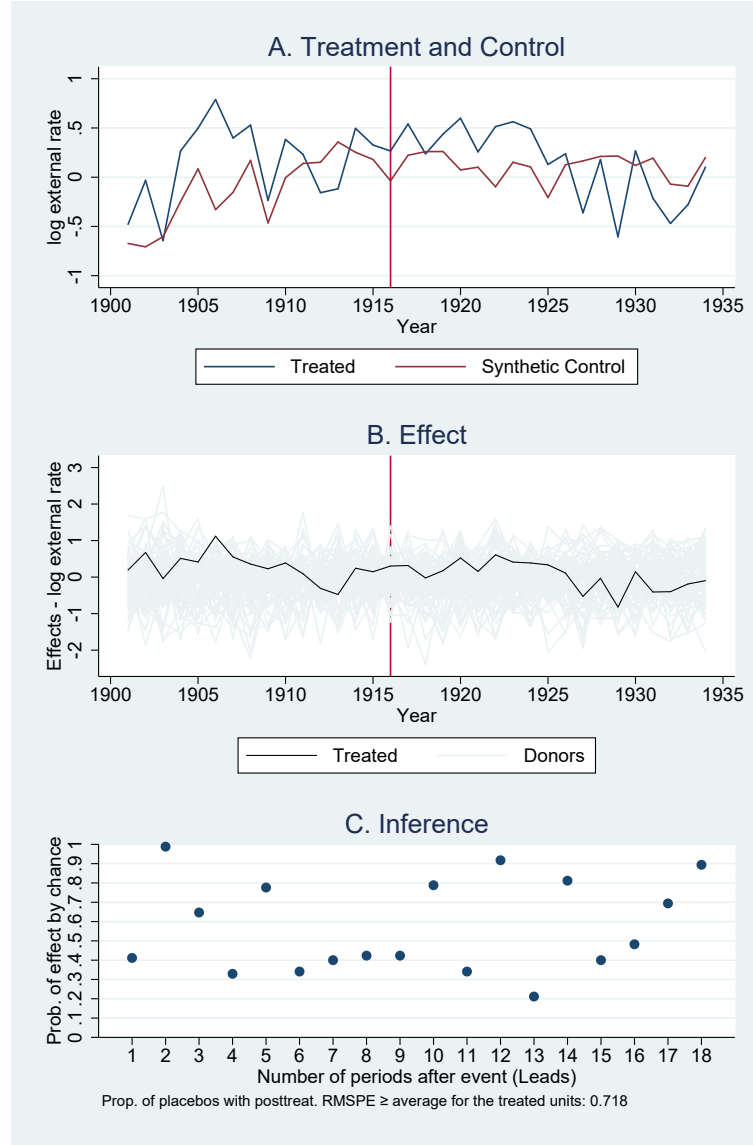 A. Treatment and Control
log external rate
1
.5
0
-.5
-1
1900 1905 1910 1915 1920 1925 1930 1935
Year
Treated Synthetic Control
B. Effect
Effects - log external rate
3
2
1
0
-1
-2
1900 1905 1910 1915 1920 1925 1930 1935
Year
Treated Donors
C. Inference
Prob. of effect by chance
0 .1 .2 .3 .4 .5 .6 .7 .8 .9 1
1 2 3 4 5 6 7 8 9 10 11 12 13 14 15 16 17 18
Number of periods after event (Leads)
Prop. of placebos with posttreat. RMSPE ≥ average for the treated units: 0.718